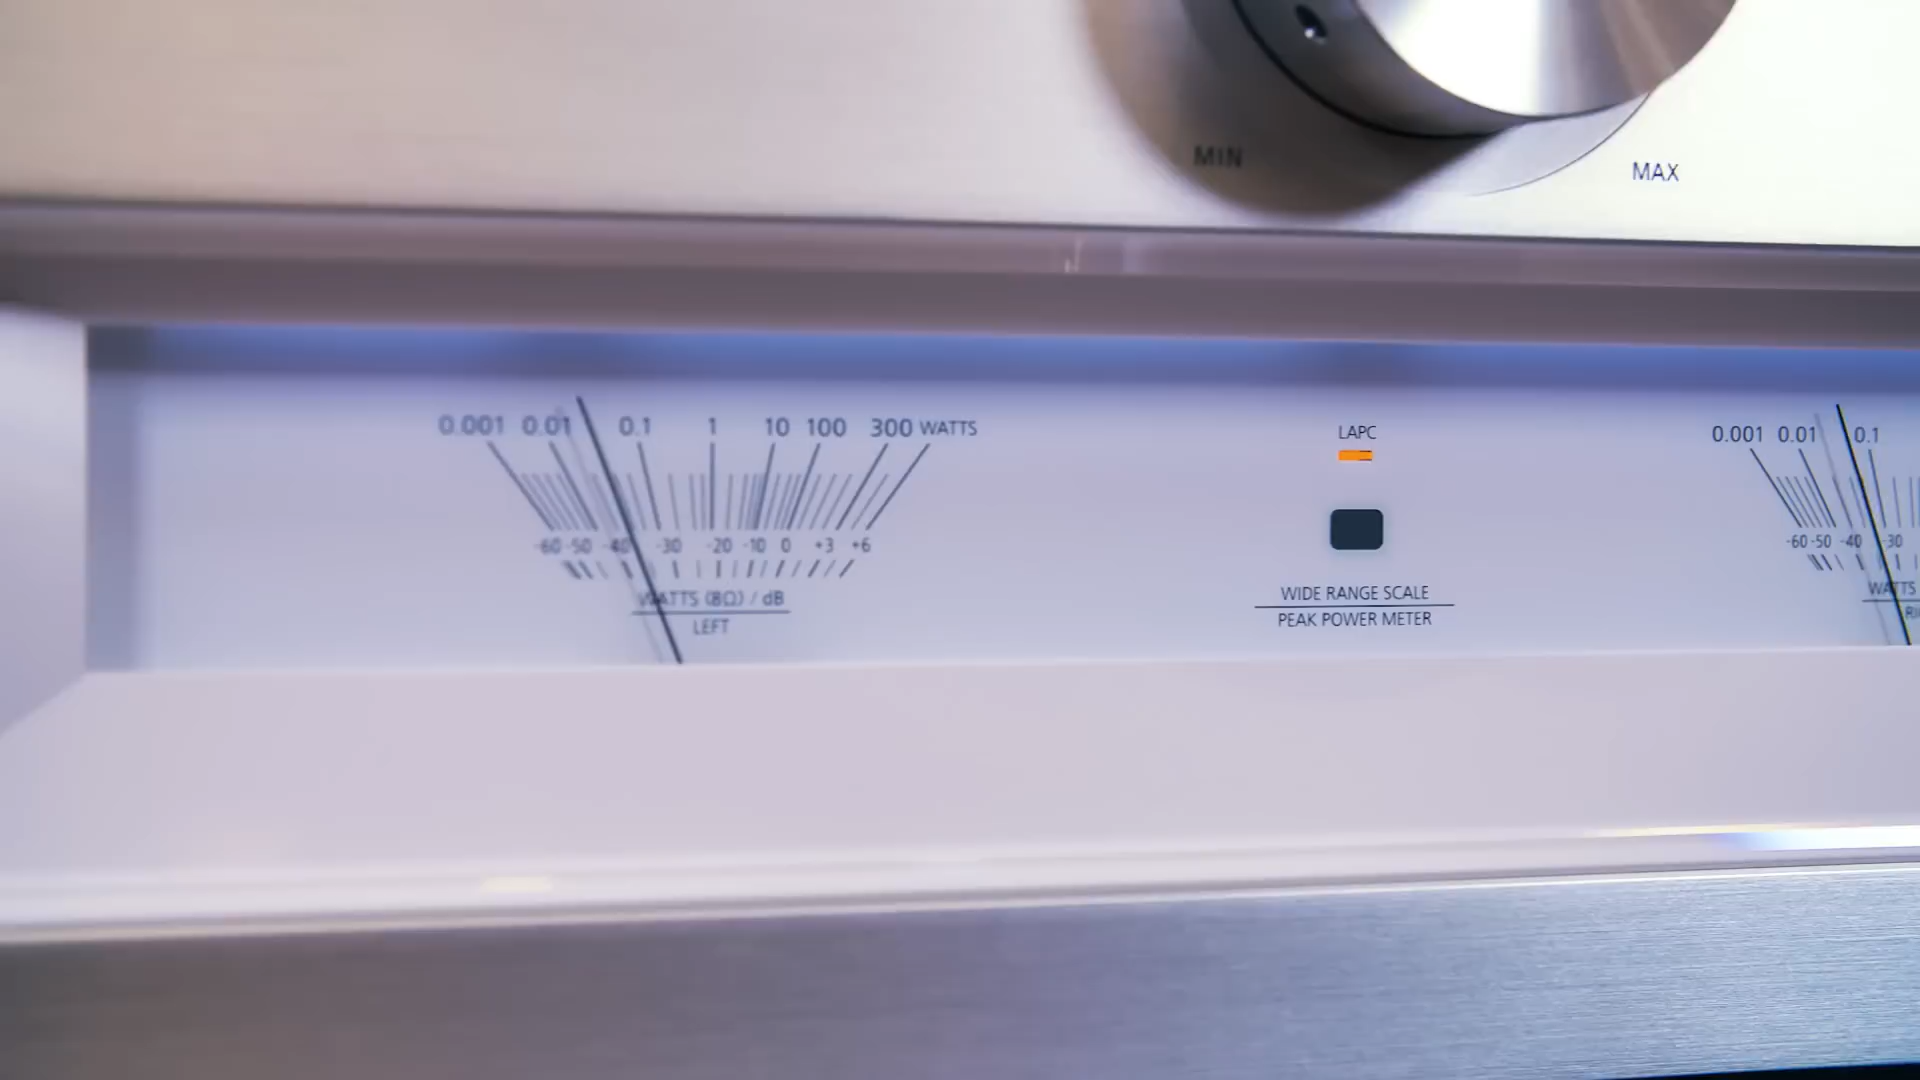 MIN
MAX
0.001 0.01 0.1 1 10 100 300 WATTS
-60 -50 -40 -30 -20 -10 0 +3 +6
WATTS (8Ω) / dB
LEFT
LAPC
WIDE RANGE SCALE
PEAK POWER METER
0.001 0.01 0.1
-60 -50 -40 -30
WATTS
RI